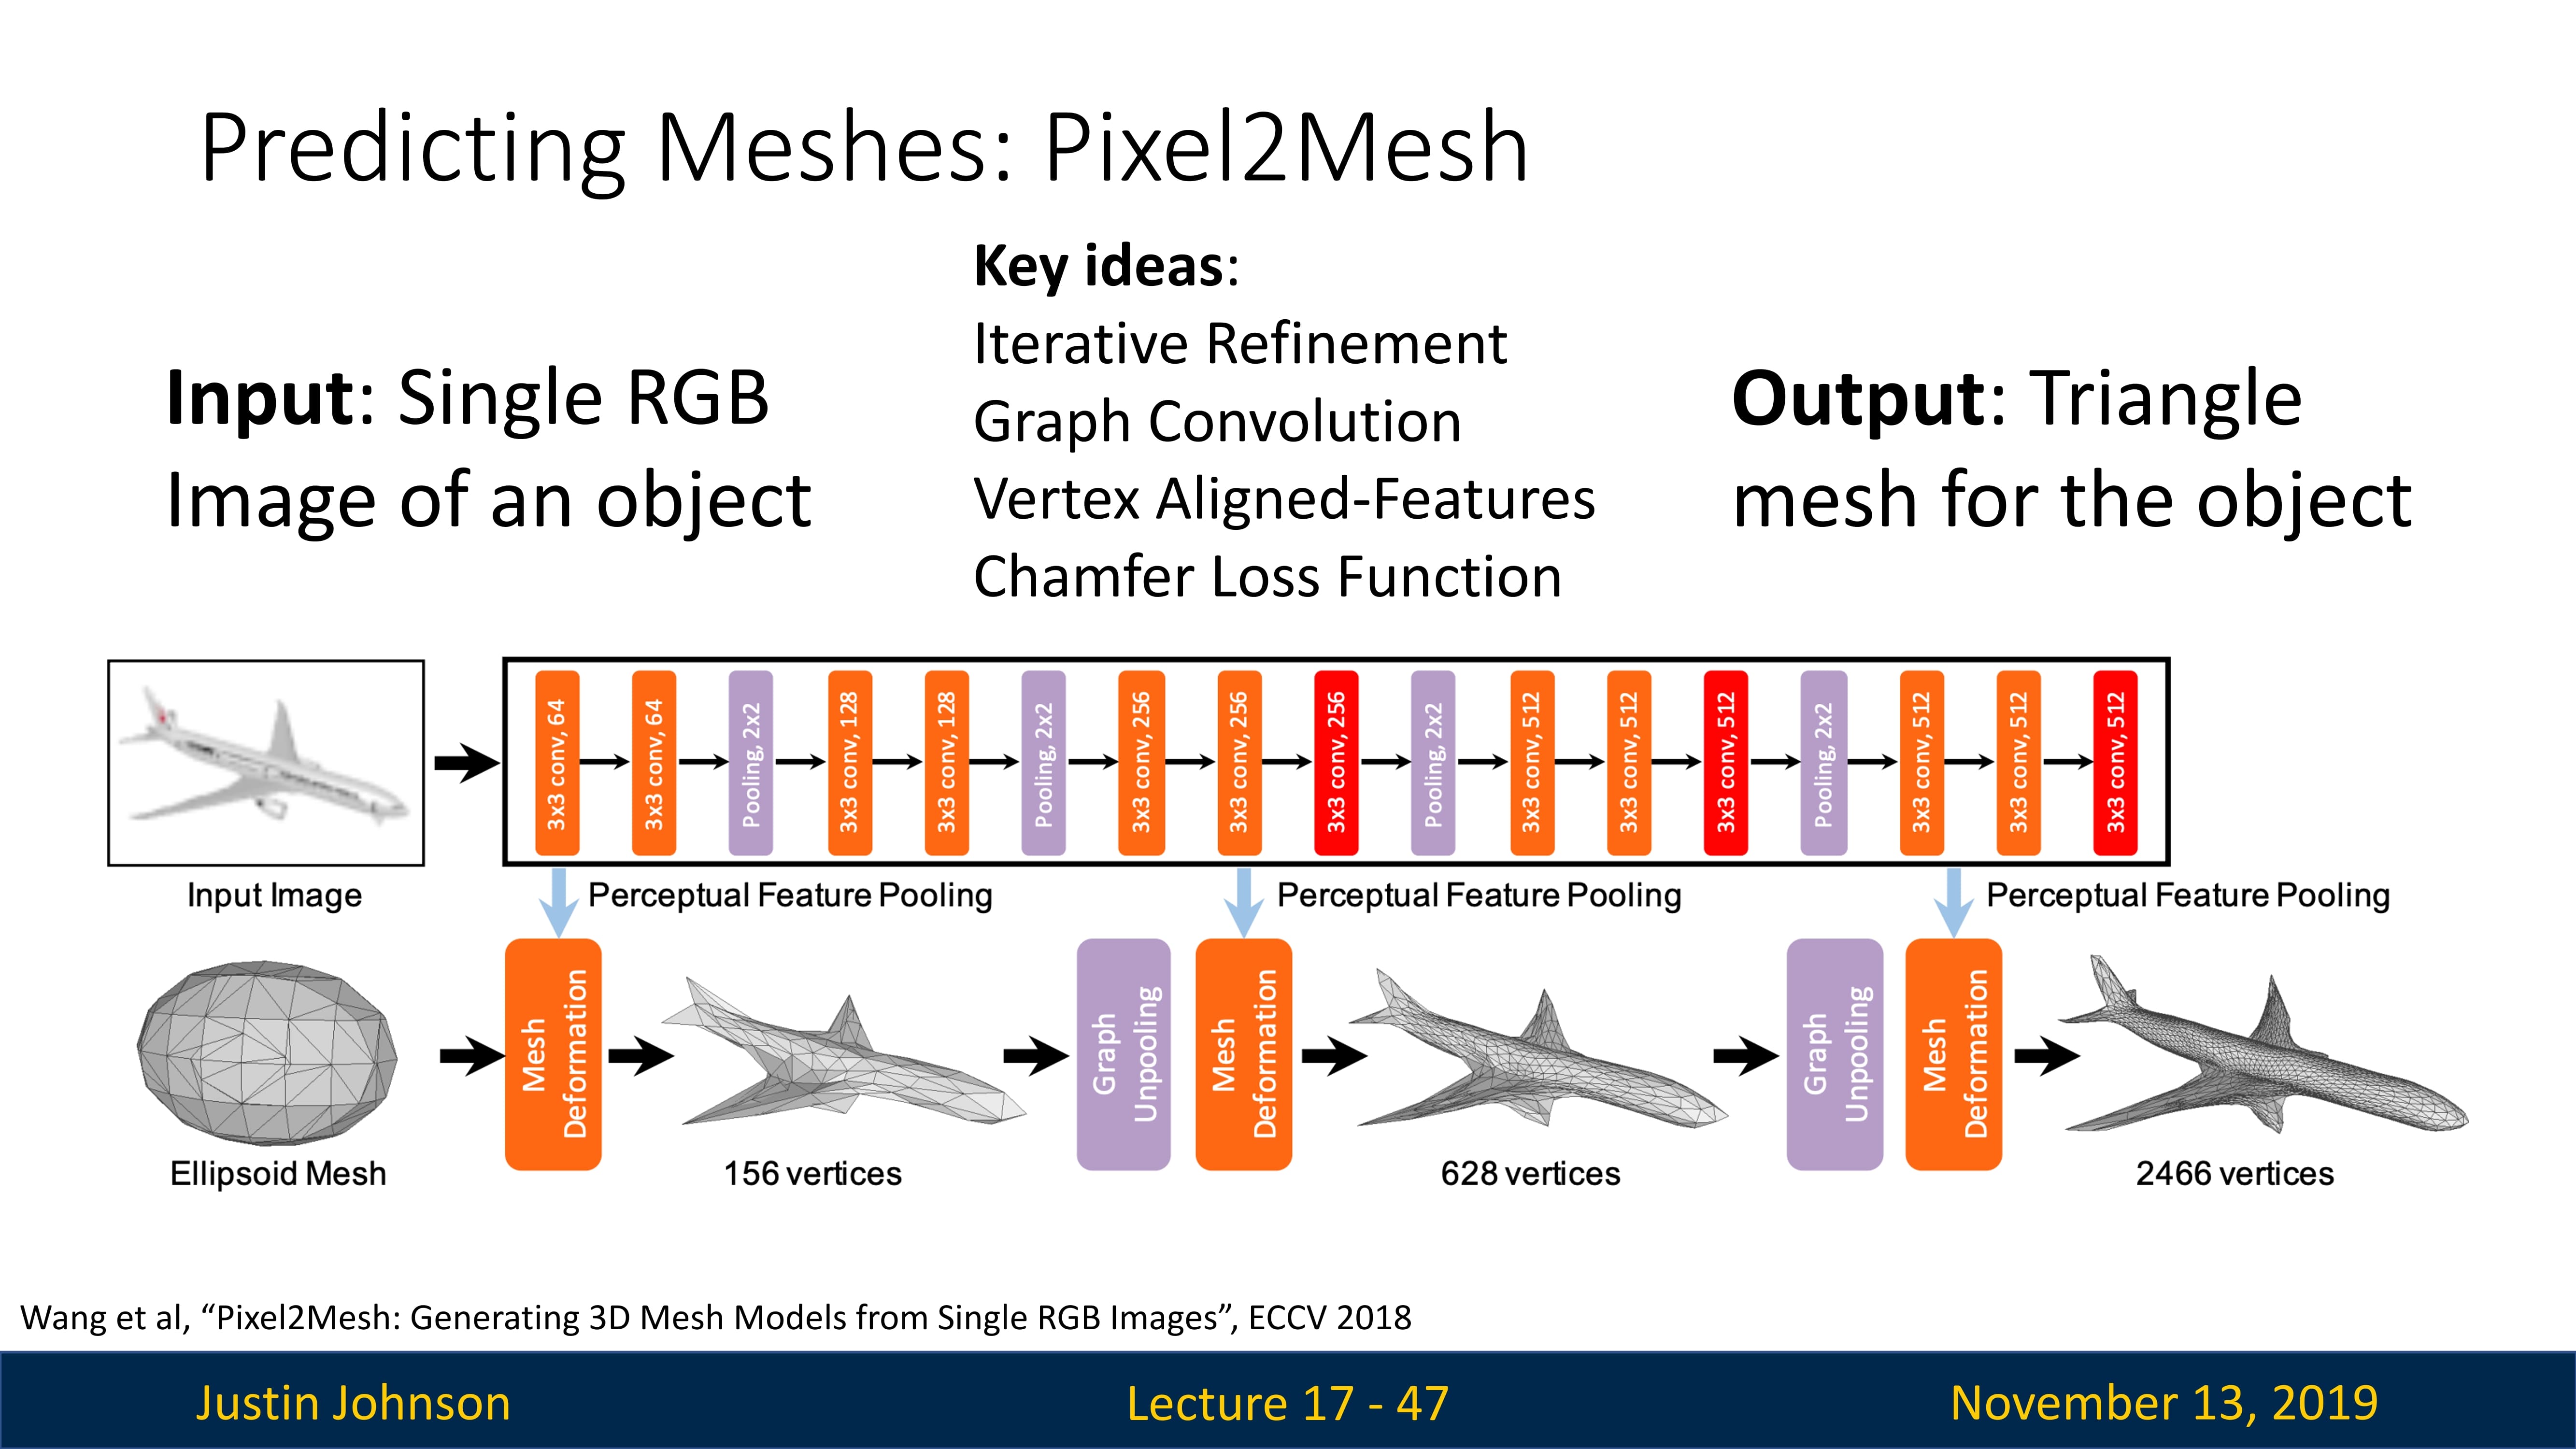 Predicting Meshes: Pixel2Mesh
Key ideas:
Iterative Refinement
Graph Convolution
Vertex Aligned-Features
Chamfer Loss Function
Input: Single RGB
Image of an object
Output: Triangle
mesh for the object
3x3 conv, 64
3x3 conv, 64
Pooling, 2x2
3x3 conv, 128
3x3 conv, 128
Pooling, 2x2
3x3 conv, 256
3x3 conv, 256
3x3 conv, 256
Pooling, 2x2
3x3 conv, 512
3x3 conv, 512
3x3 conv, 512
Pooling, 2x2
3x3 conv, 512
3x3 conv, 512
3x3 conv, 512
Input Image
Perceptual Feature Pooling
Perceptual Feature Pooling
Perceptual Feature Pooling
Mesh
Deformation
Graph
Unpooling
Mesh
Deformation
Graph
Unpooling
Mesh
Deformation
Ellipsoid Mesh
156 vertices
628 vertices
2466 vertices
Wang et al, “Pixel2Mesh: Generating 3D Mesh Models from Single RGB Images”, ECCV 2018
Justin Johnson
Lecture 17 - 47
November 13, 2019